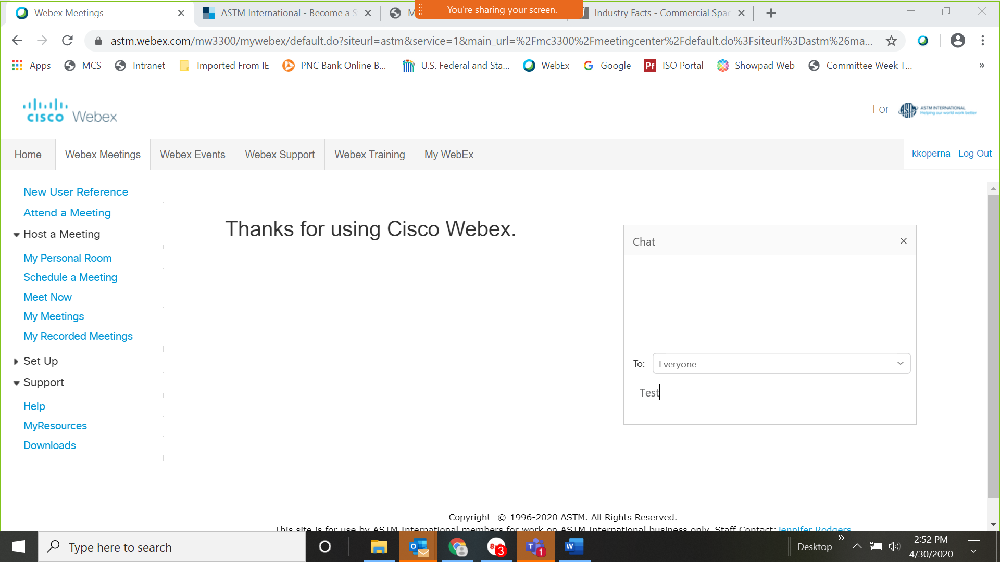 Webex Meetings
ASTM International - Become a S
M
You're sharing your screen.
Industry Facts - Commercial Spac
astm.webex.com/mw3300/mywebex/default.do?siteurl=astm&service=1&main_url=%2Fmc3300%2Fmeetingcenter%2Fdefault.do%3Fsiteurl%3Dastm%26ma...
Apps
MCS
Intranet
Imported From IE
PNC Bank Online B...
U.S. Federal and Sta...
WebEx
Google
Pf ISO Portal
Showpad Web
Committee Week T...
»
CISCO Webex
For
ASTM INTERNATIONAL
Helping our world work better
Home
Webex Meetings
Webex Events
Webex Support
Webex Training
My WebEx
kkoperna
Log Out
New User Reference
Attend a Meeting
Host a Meeting
My Personal Room
Schedule a Meeting
Meet Now
My Meetings
My Recorded Meetings
Set Up
Support
Help
MyResources
Downloads
Thanks for using Cisco Webex.
Chat
To: Everyone
Test
Copyright © 1996-2020 ASTM. All Rights Reserved.
This site is for use by ASTM International members for work on ASTM International business only. Staff Contact: Jennifer Rodgers
Type here to search
3
1
Desktop
»
2:52 PM
4/30/2020